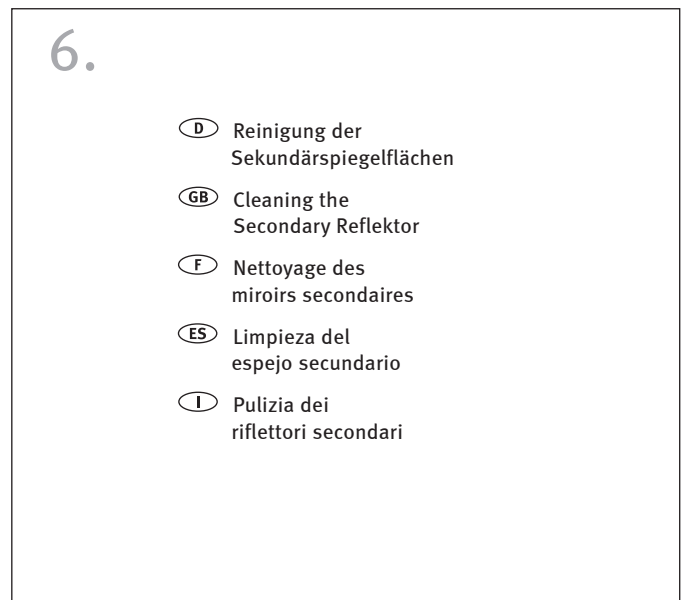 6.
D Reinigung der
Sekundärspiegelflächen
GB Cleaning the
Secondary Reflektor
F Nettoyage des
miroirs secondaires
ES Limpieza del
espejo secundario
I Pulizia dei
riflettori secondari